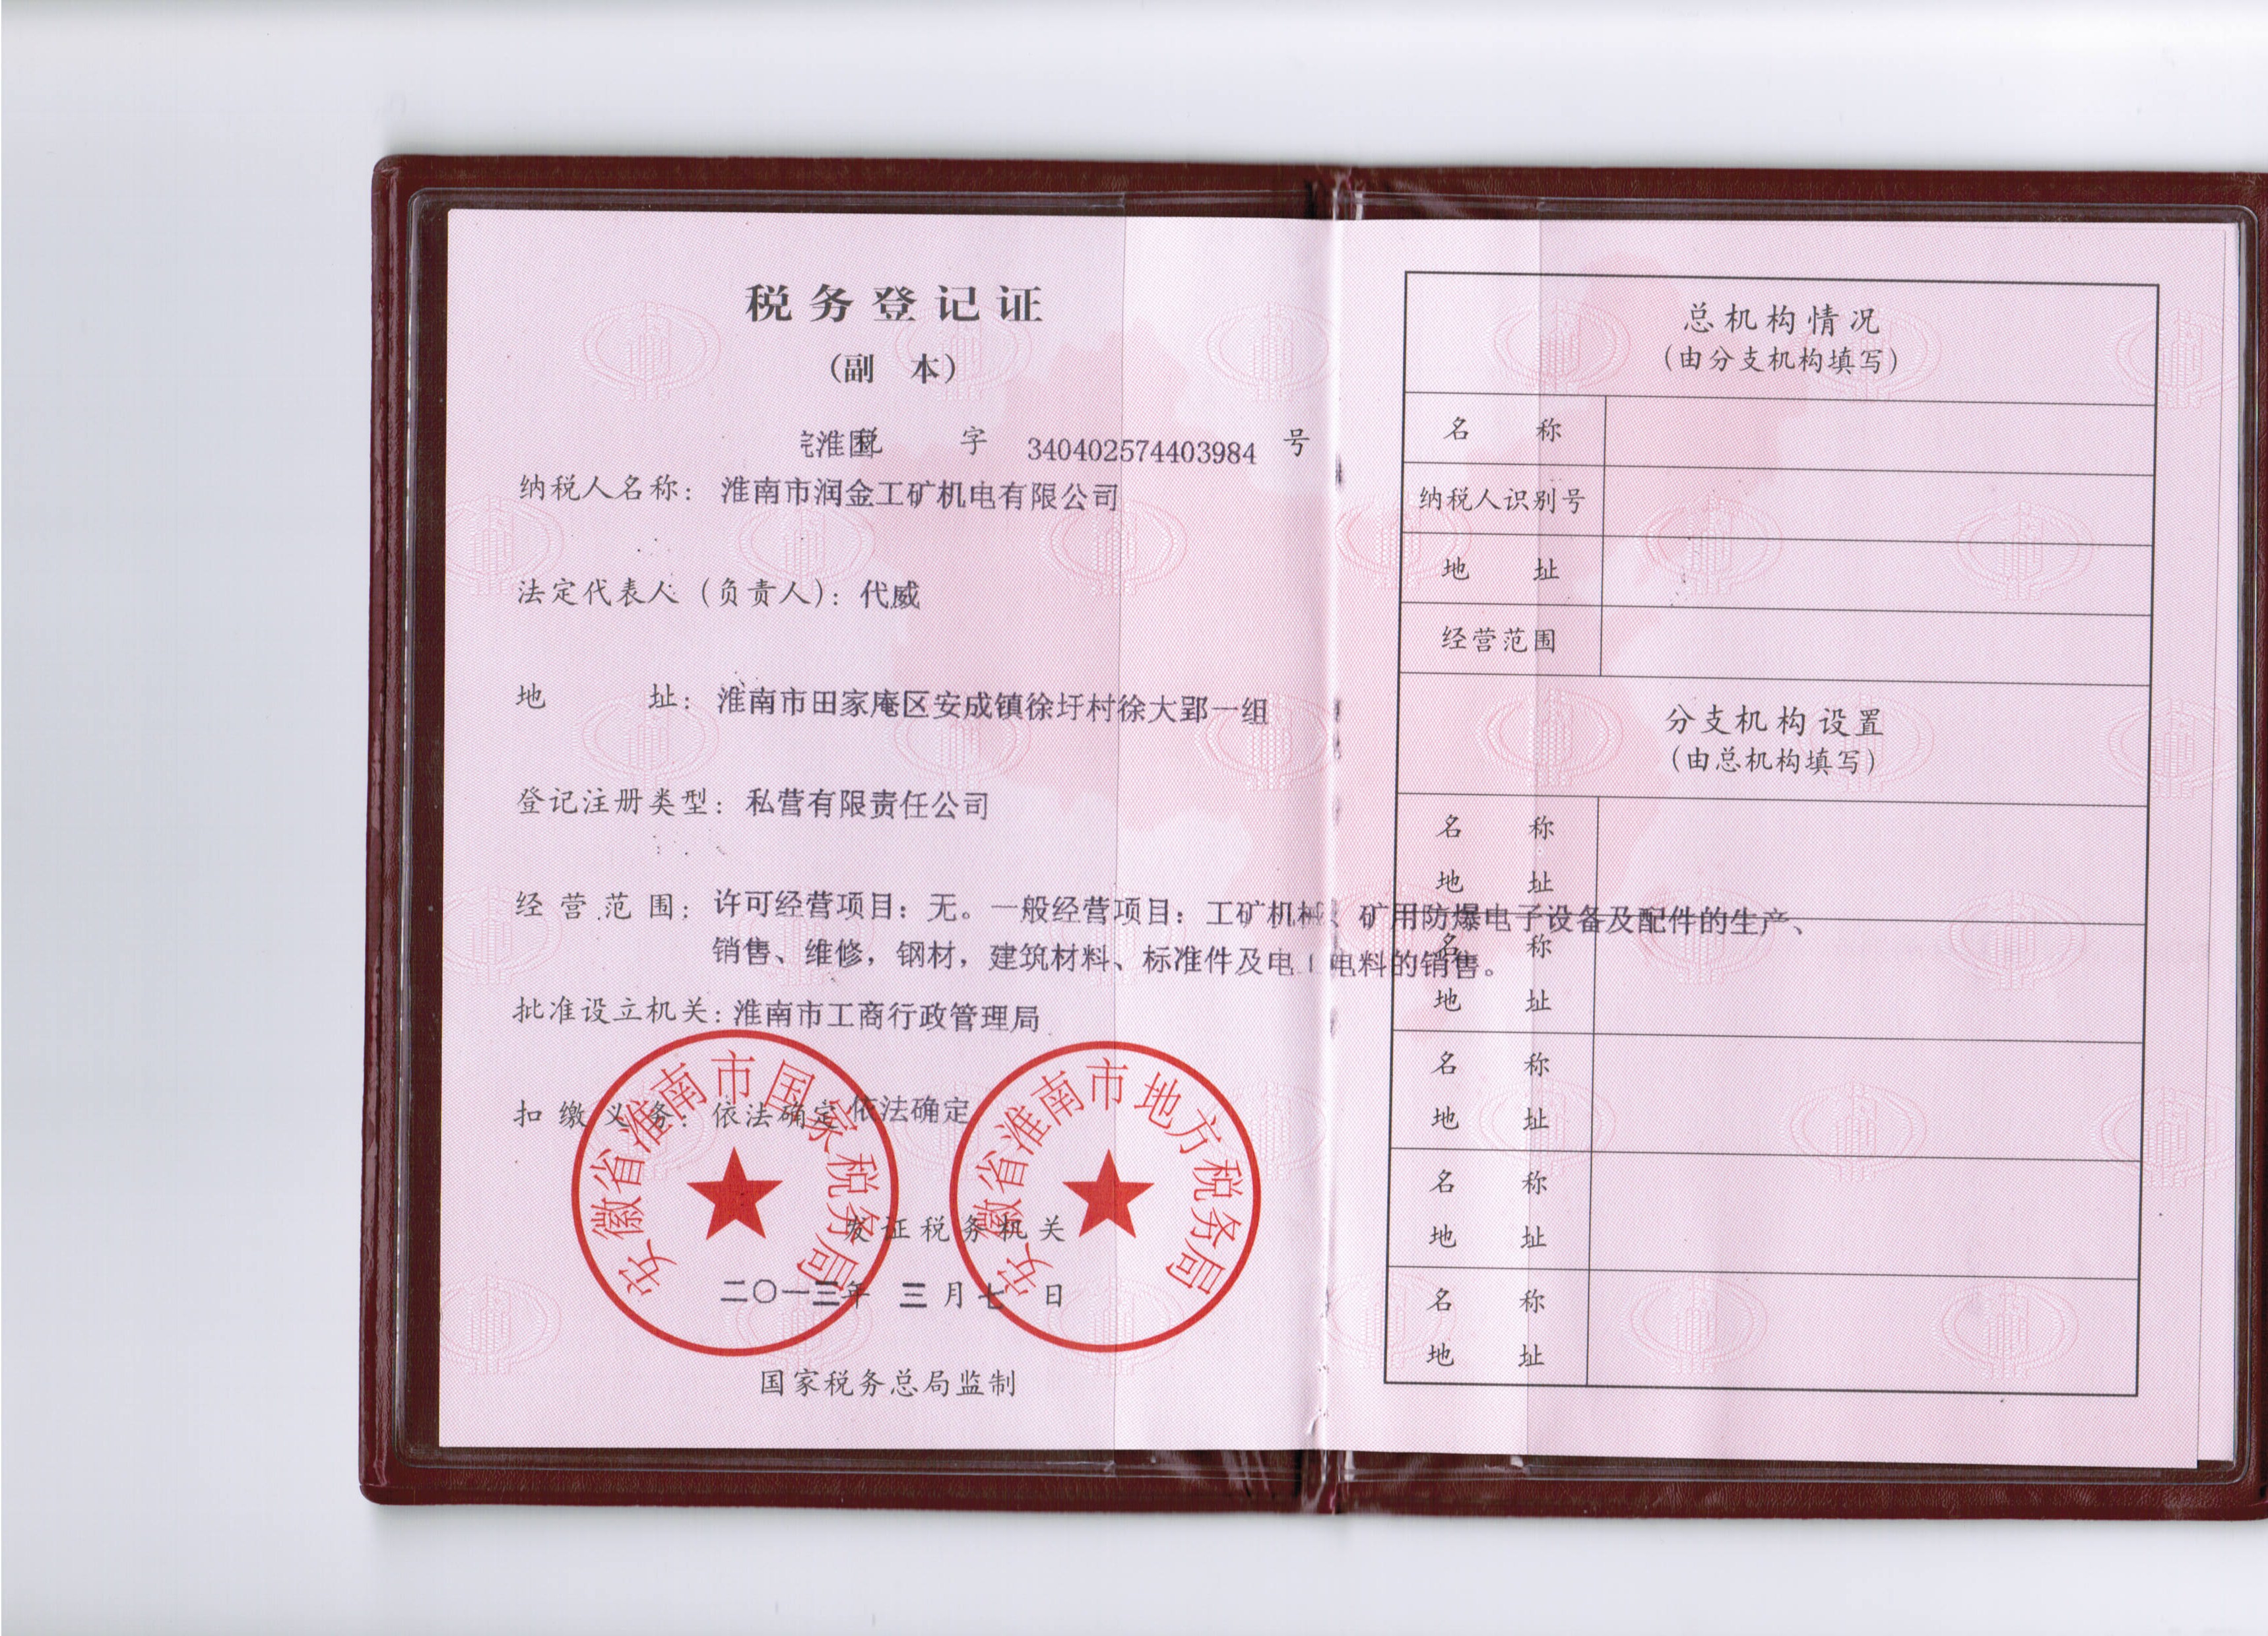 税务登记证
(副 本)
淮国税 字 340402574403984 号
纳税人名称: 淮南市润金工矿机电有限公司
法定代表人(负责人): 代威
地 址: 淮南市田家庵区安成镇徐圩村徐大郢一组
登记注册类型: 私营有限责任公司
经营范围: 许可经营项目:无。一般经营项目:工矿机械、矿用防爆电子设备及配件的生产、
销售、维修,钢材,建筑材料、标准件及电工电料的销售。
批准设立机关: 淮南市工商行政管理局
扣缴义务: 依法确定 依法确定
安徽省淮南市国家税务局
安徽省淮南市地方税务局
发证税务机关
二〇一三年 三月七 日
国家税务总局监制
总机构情况
(由分支机构填写)
名 称
纳税人识别号
地 址
经营范围
分支机构设置
(由总机构填写)
名 称
地 址
名 称
地 址
名 称
地 址
名 称
地 址
名 称
地 址